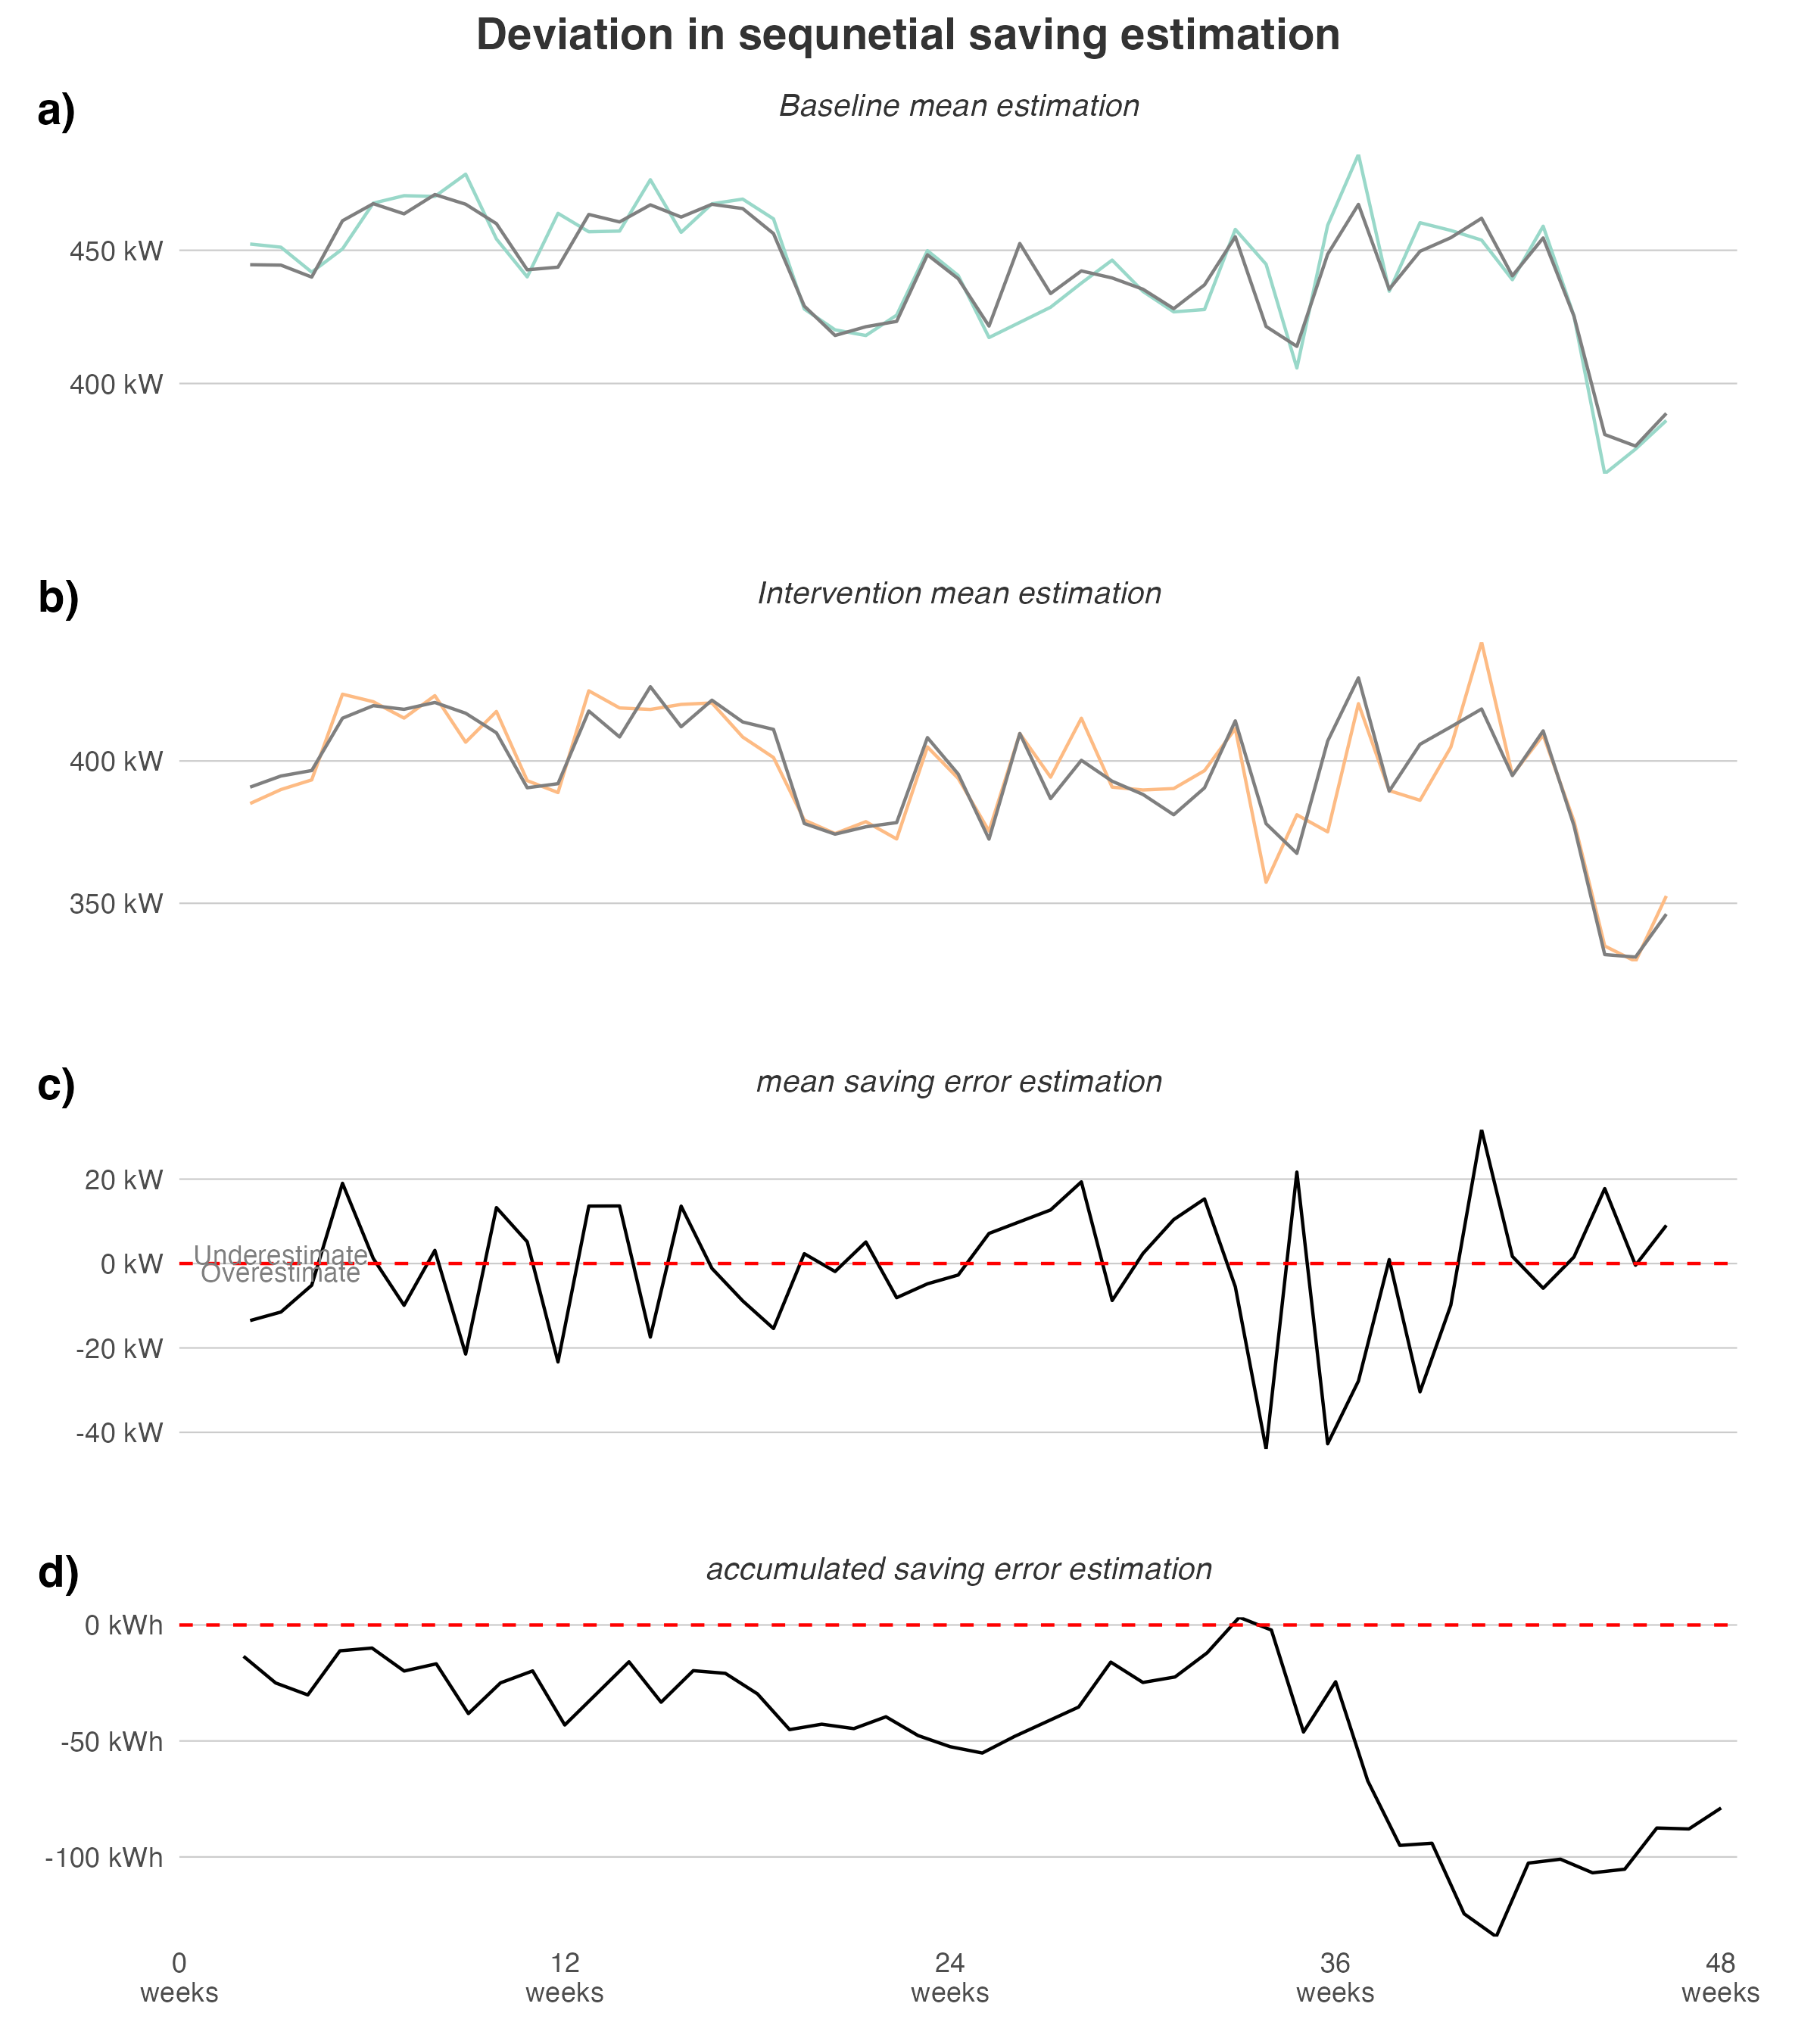 Deviation in sequnetial saving estimation
a)
Baseline mean estimation
450 kW
400 kW
b)
Intervention mean estimation
400 kW
350 kW
c)
mean saving error estimation
20 kW
Underestimate
0 kW
Overestimate
-20 kW
-40 kW
d)
accumulated saving error estimation
0 kWh
-50 kWh
-100 kWh
0 12 24 36 48
weeks weeks weeks weeks weeks